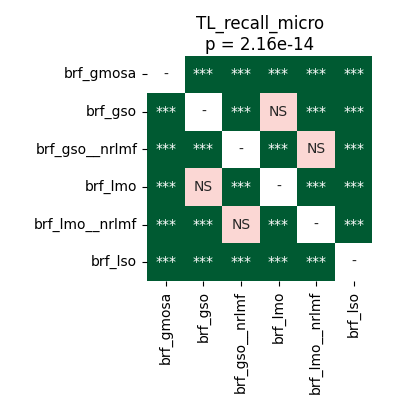 TL_recall_micro
p = 2.16e-14
brf_gmosa - *** *** *** *** ***
brf_gso *** - *** NS *** ***
brf_gso__nrlmf *** *** - *** NS ***
brf_lmo *** NS *** - *** ***
brf_lmo__nrlmf *** *** NS *** - ***
brf_lso *** *** *** *** *** -
brf_gmosa
brf_gso
brf_gso__nrlmf
brf_lmo
brf_lmo__nrlmf
brf_lso